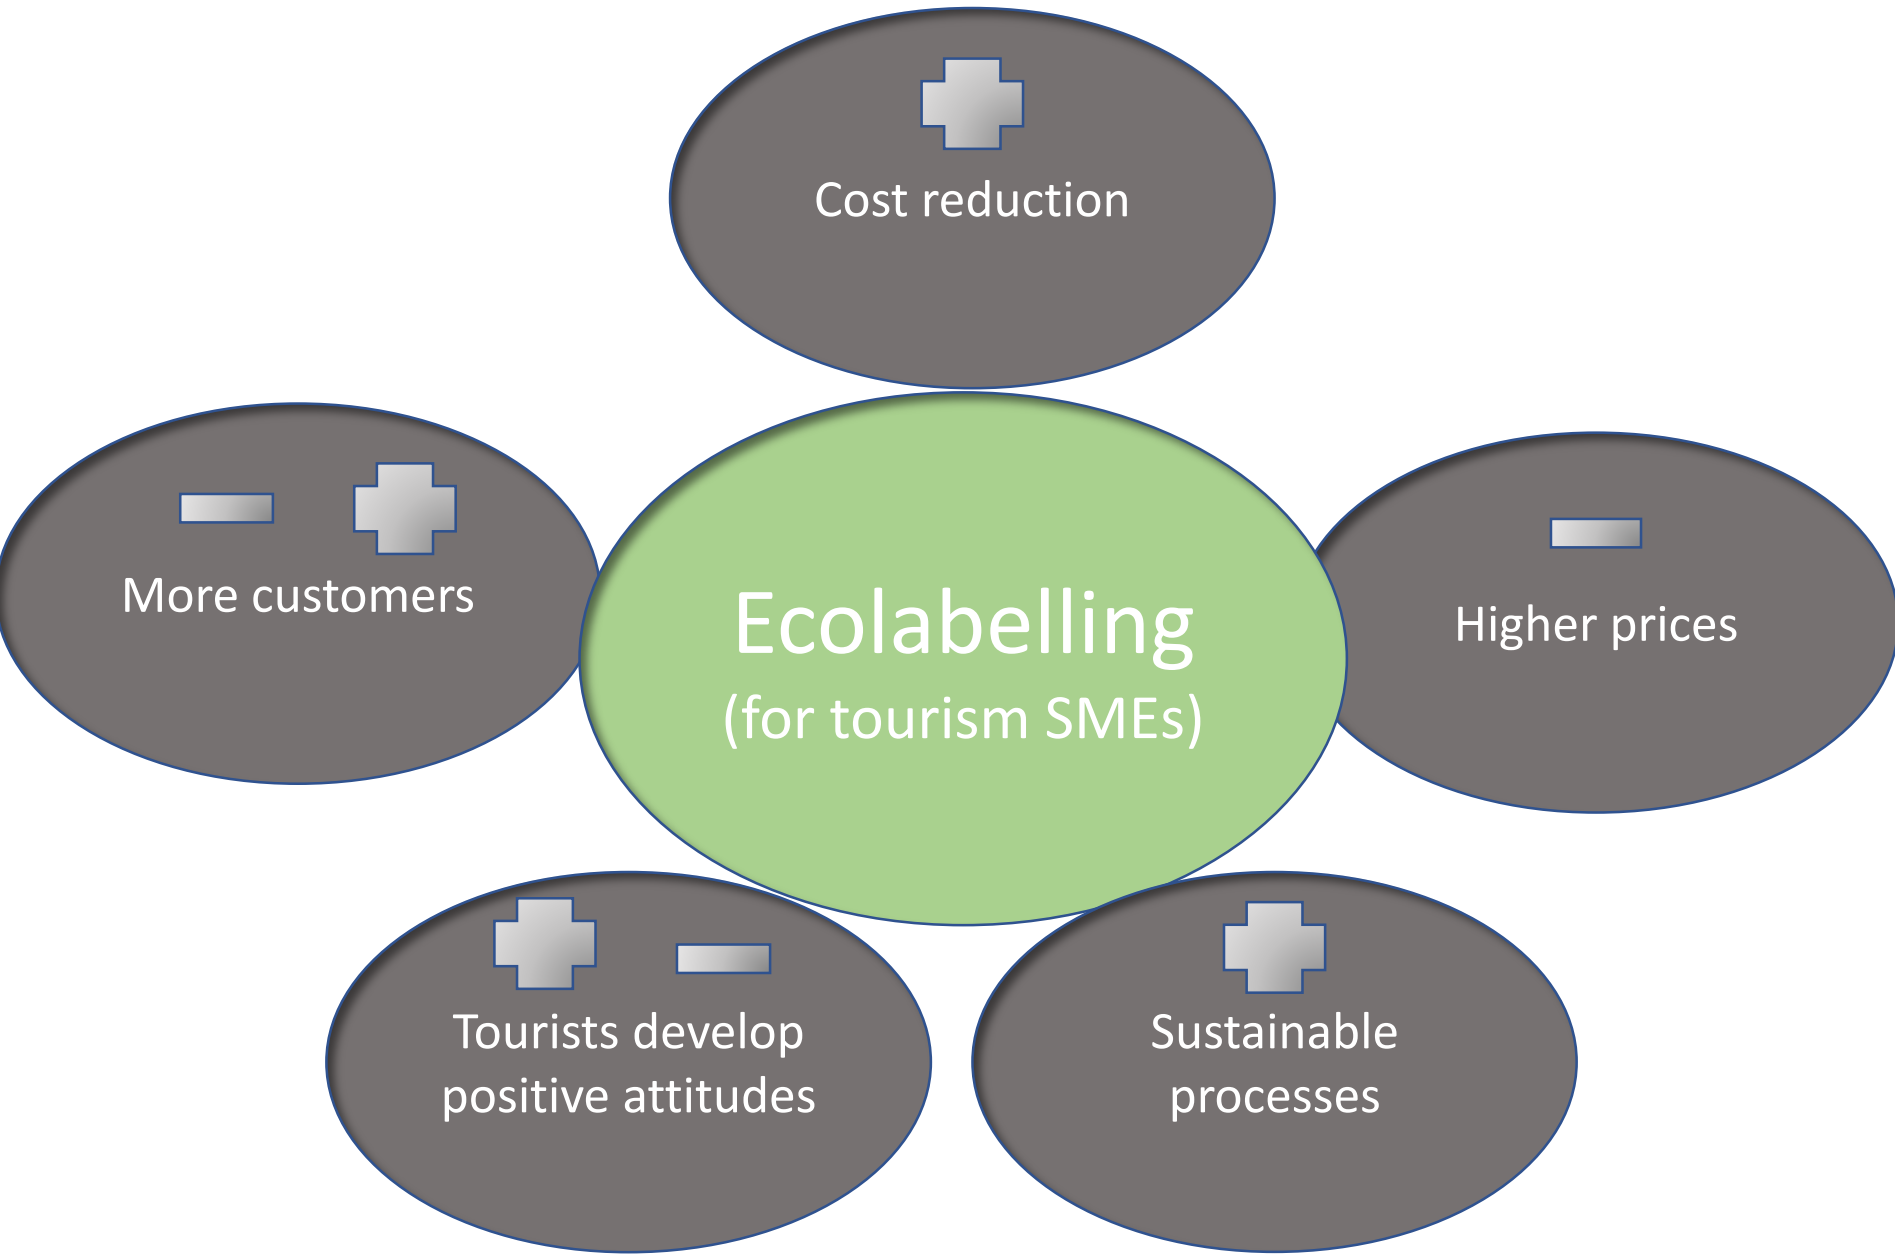 Cost reduction
More customers
Ecolabelling
(for tourism SMEs)
Higher prices
Tourists develop
positive attitudes
Sustainable
processes